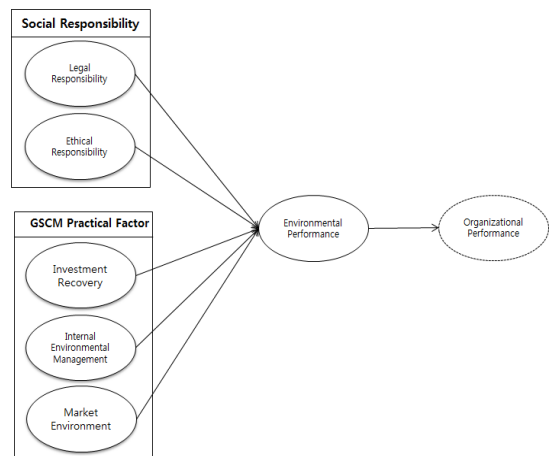 Social Responsibility
Legal
Responsibility
Ethical
Responsibility
GSCM Practical Factor
Investment
Recovery
Internal
Environmental
Management
Market
Environment
Environmental
Performance
Organizational
Performance